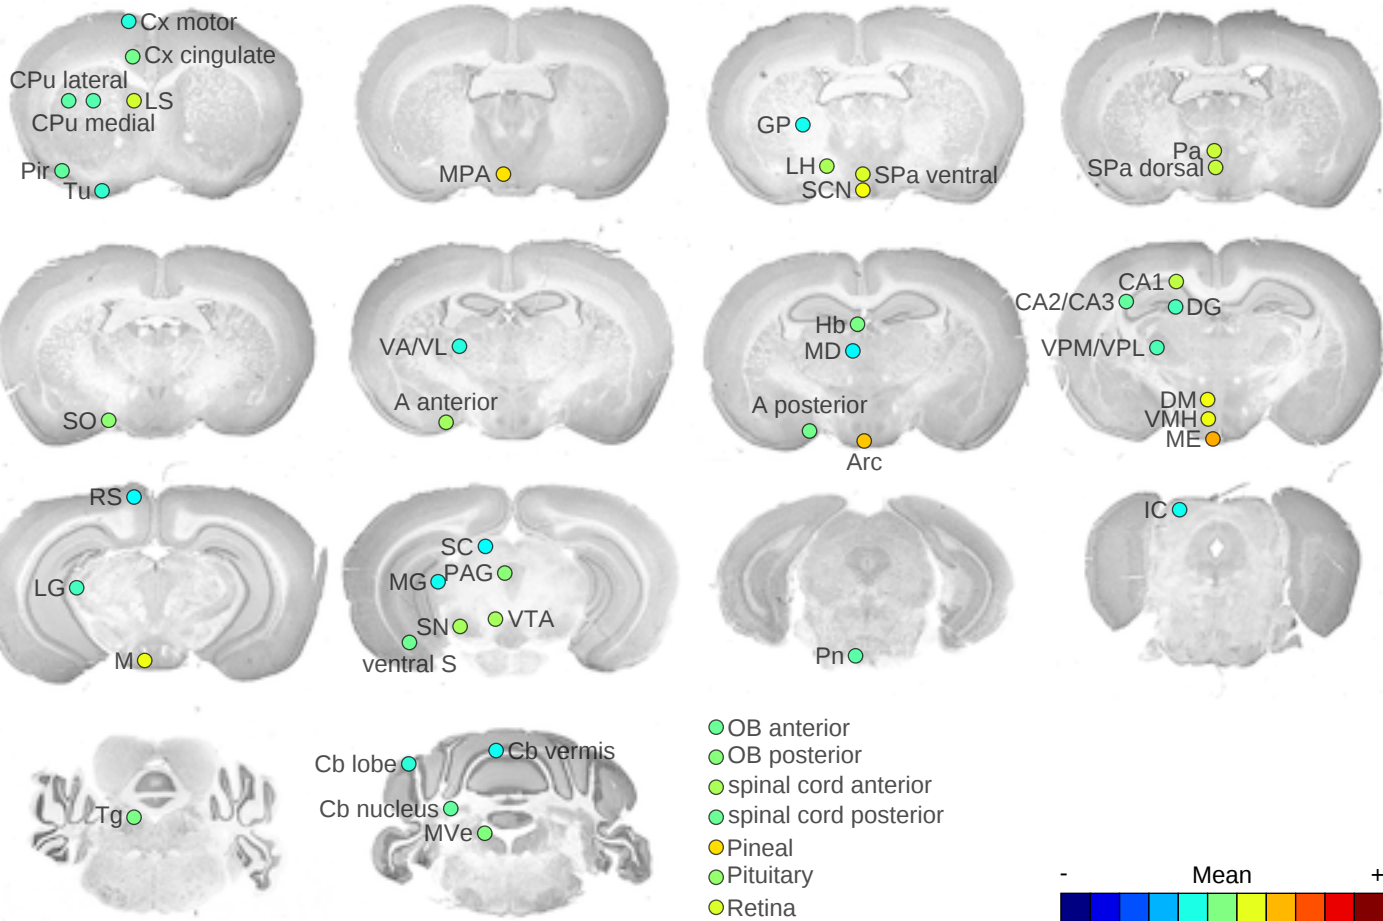 Cx motor
Cx cingulate
CPu lateral
LS
CPu medial
Pir
Tu
MPA
GP
LH
SPa ventral
SCN
Pa
SPa dorsal
SO
VA/VL
A anterior
Hb
MD
A posterior
Arc
CA1
CA2/CA3
DG
VPM/VPL
DM
VMH
ME
RS
LG
M
SC
PAG
MG
VTA
SN
ventral S
Pn
IC
Tg
Cb vermis
Cb lobe
Cb nucleus
MVe
OB anterior
OB posterior
spinal cord anterior
spinal cord posterior
Pineal
Pituitary
Retina
- Mean +